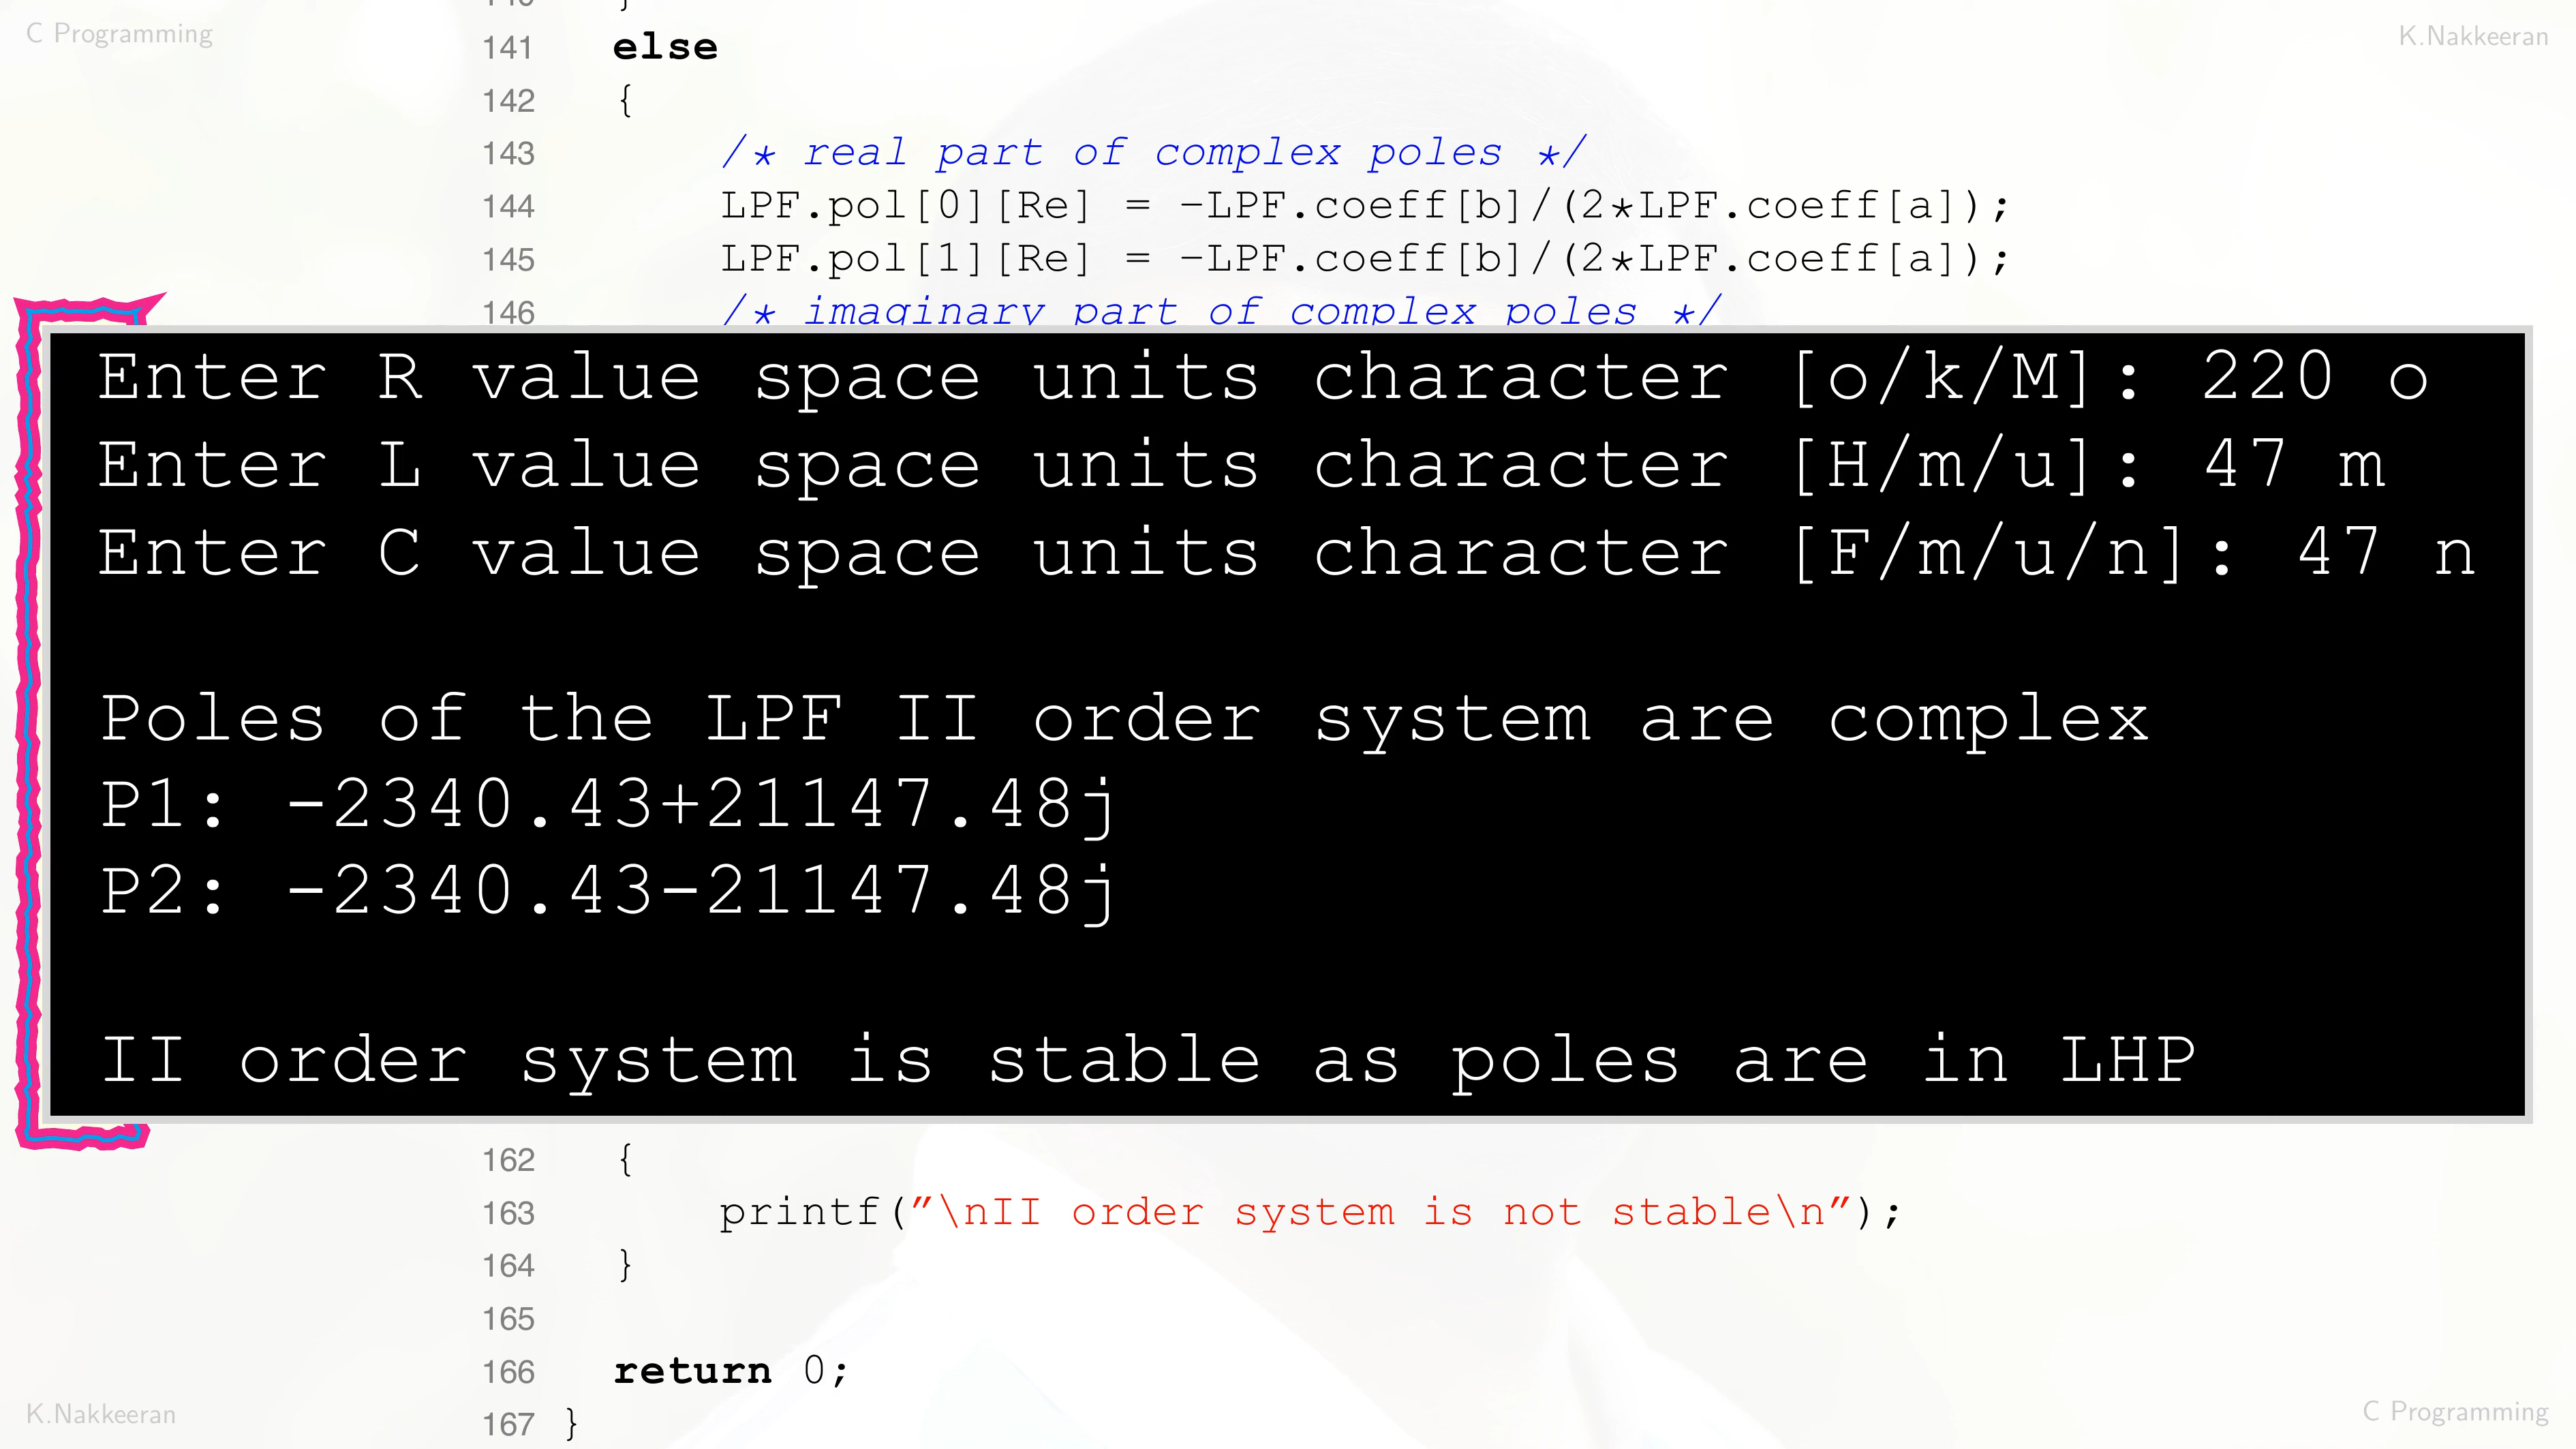 C Programming
K.Nakkeeran
141 else
142 {
143 /* real part of complex poles */
144 LPF.pol[0][Re] = -LPF.coeff[b]/(2*LPF.coeff[a]);
145 LPF.pol[1][Re] = -LPF.coeff[b]/(2*LPF.coeff[a]);
146 /* imaginary part of complex poles */
Enter R value space units character [o/k/M]: 220 o
Enter L value space units character [H/m/u]: 47 m
Enter C value space units character [F/m/u/n]: 47 n
Poles of the LPF II order system are complex
P1: -2340.43+21147.48j
P2: -2340.43-21147.48j
II order system is stable as poles are in LHP
162 {
163 printf("\nII order system is not stable\n");
164 }
165
166 return 0;
167 }
K.Nakkeeran
C Programming